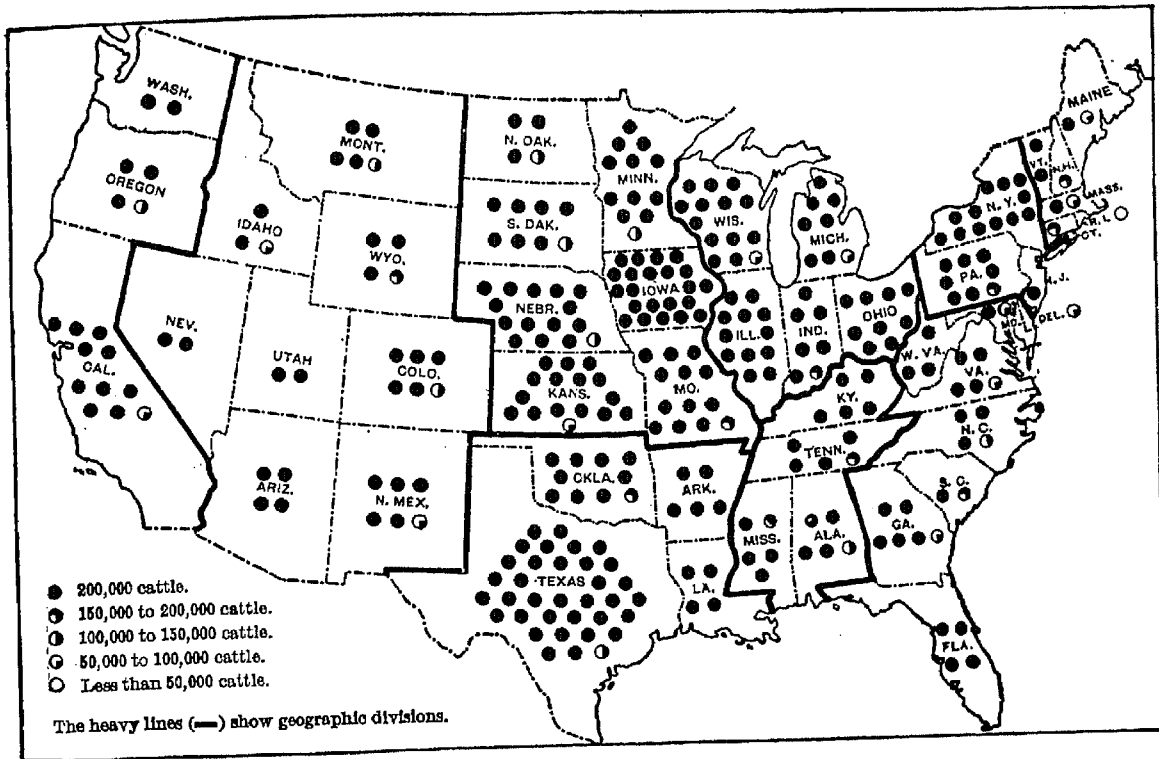 WASH.
MONT.
N. DAK.
MINN.
MAINE
VT.
N.H.
OREGON
IDAHO
S. DAK.
WIS.
MICH.
N. Y.
MASS.
R. I.
CT.
WYO.
NEBR.
IOWA
PA.
N. J.
NEV.
UTAH
COLO.
KANS.
MO.
ILL.
IND.
OHIO
W. VA.
MD.
DEL.
VA.
CAL.
KY.
N. C.
TENN.
ARIZ.
N. MEX.
OKLA.
ARK.
S. C.
MISS.
ALA.
GA.
TEXAS
LA.
FLA.
200,000 cattle.
150,000 to 200,000 cattle.
100,000 to 150,000 cattle.
50,000 to 100,000 cattle.
Less than 50,000 cattle.
The heavy lines (━) show geographic divisions.